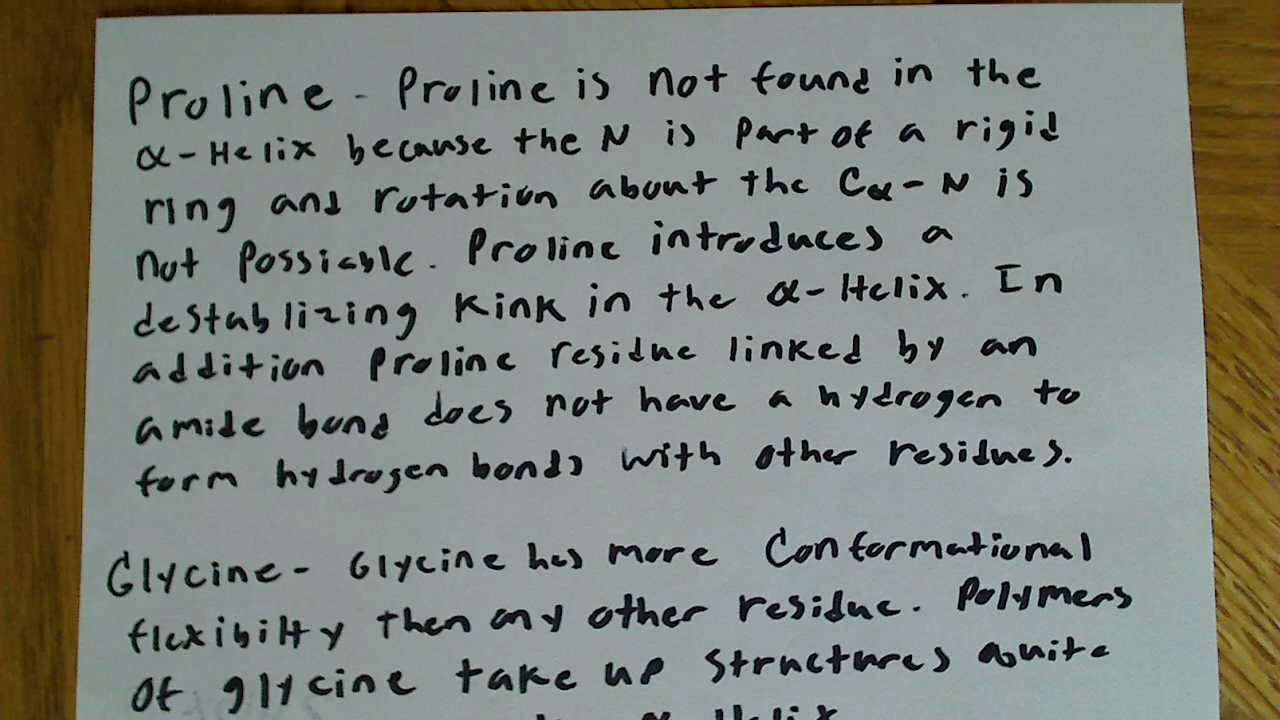 Proline - Proline is not found in the
α-Helix because the N is part of a rigid
ring and rotation about the Cα-N is
not possiable. Proline introduces a
destablizing kink in the α-Helix. In
addition proline residue linked by an
amide bond does not have a hydrogen to
form hydrogen bonds with other residues.
Glycine - Glycine has more conformational
flexibilty then any other residue. Polymers
of glycine take up structures quite
α Helix